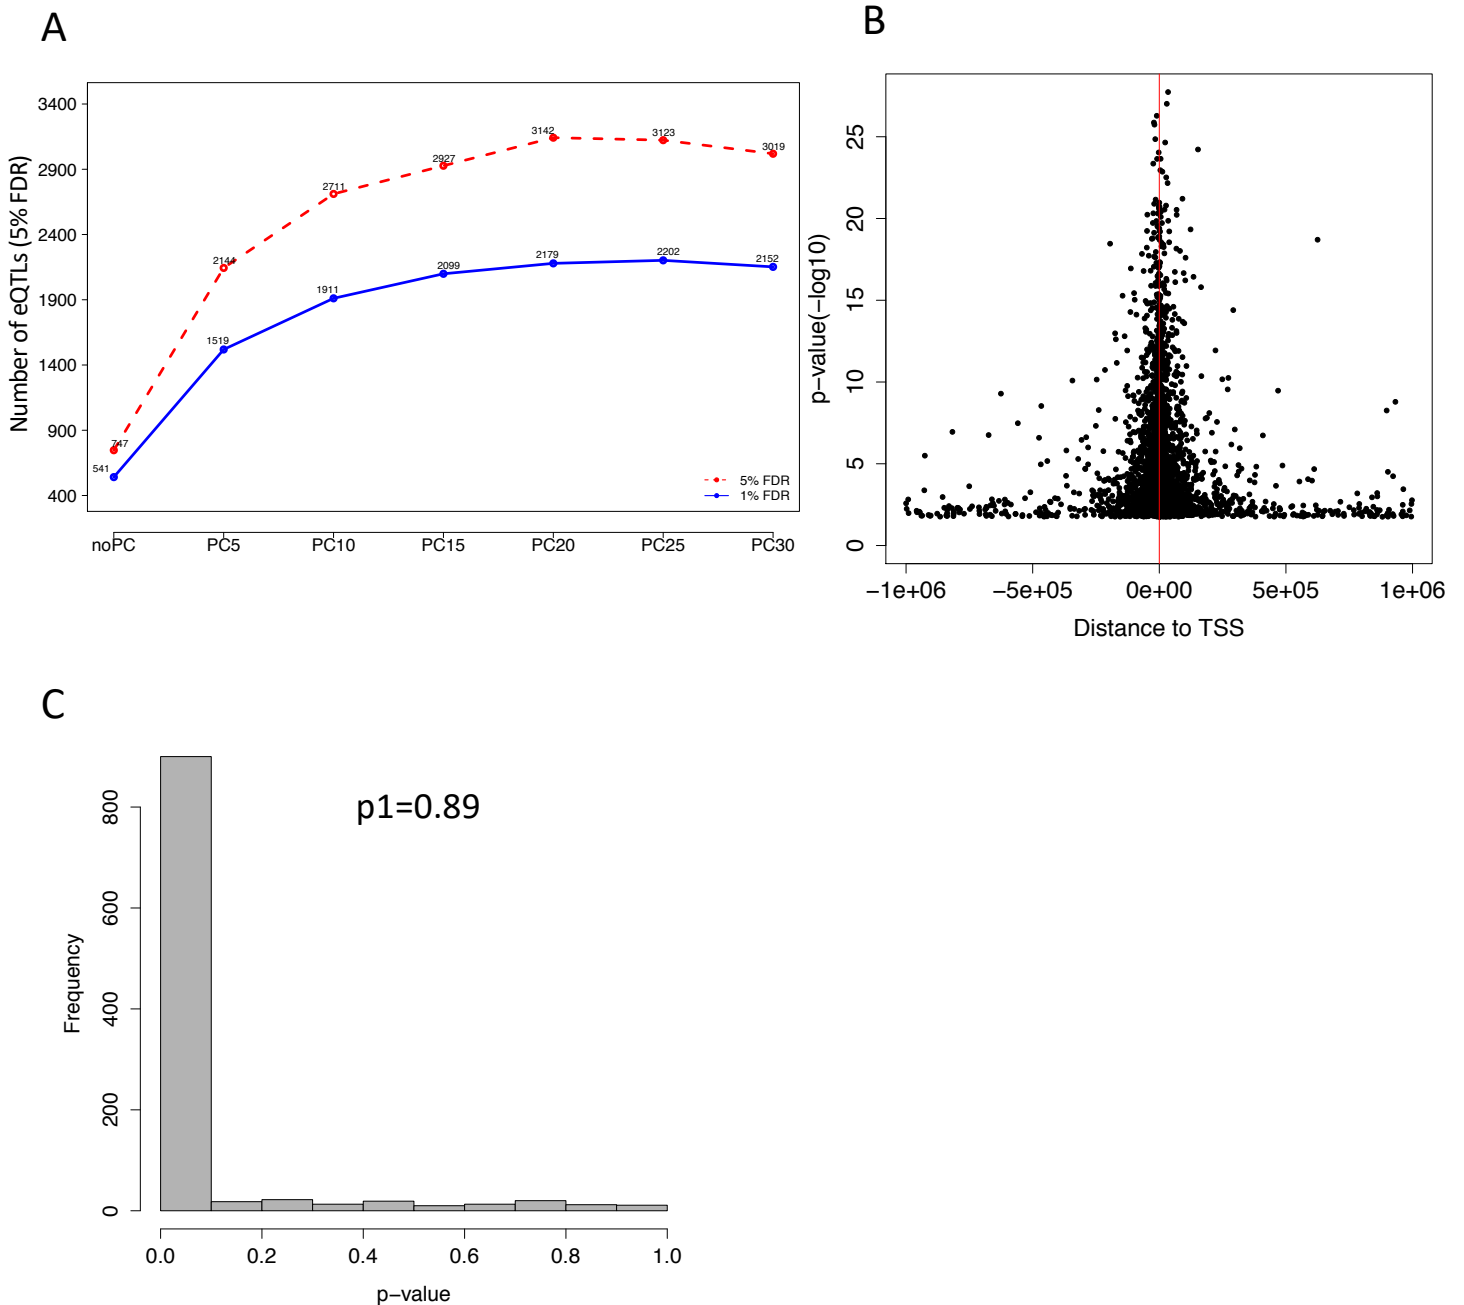 A
Number of eQTLs (5% FDR)
3400
2900
2400
1900
1400
900
400
747
2144
2711
2927
3142
3123
3019
541
1519
1911
2099
2179
2202
2152
5% FDR
1% FDR
noPC PC5 PC10 PC15 PC20 PC25 PC30
B
p−value(−log10)
25
20
15
10
5
0
−1e+06 −5e+05 0e+00 5e+05 1e+06
Distance to TSS
C
p1=0.89
Frequency
800
600
400
200
0
0.0 0.2 0.4 0.6 0.8 1.0
p−value